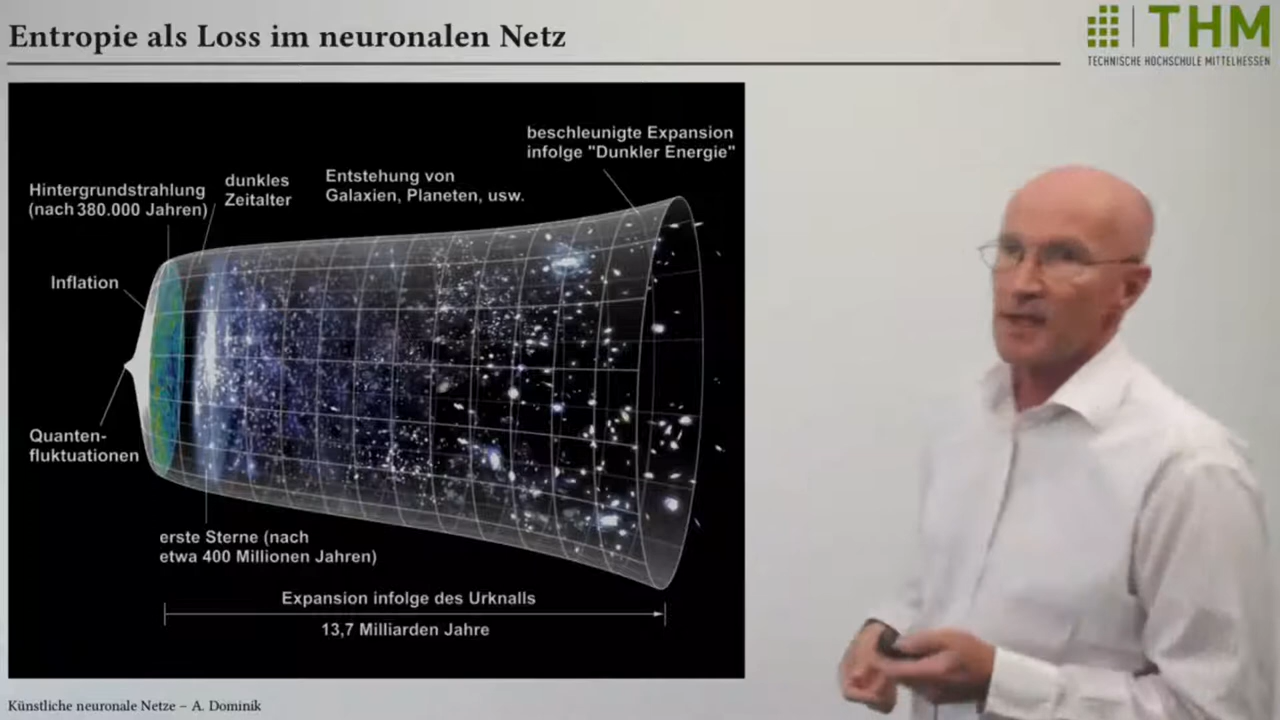 Entropie als Loss im neuronalen Netz
THM
TECHNISCHE HOCHSCHULE MITTELHESSEN
beschleunigte Expansion
infolge "Dunkler Energie"
Entstehung von
Galaxien, Planeten, usw.
dunkles
Zeitalter
Hintergrundstrahlung
(nach 380.000 Jahren)
Inflation
Quanten-
fluktuationen
erste Sterne (nach
etwa 400 Millionen Jahren)
Expansion infolge des Urknalls
13,7 Milliarden Jahre
Künstliche neuronale Netze – A. Dominik